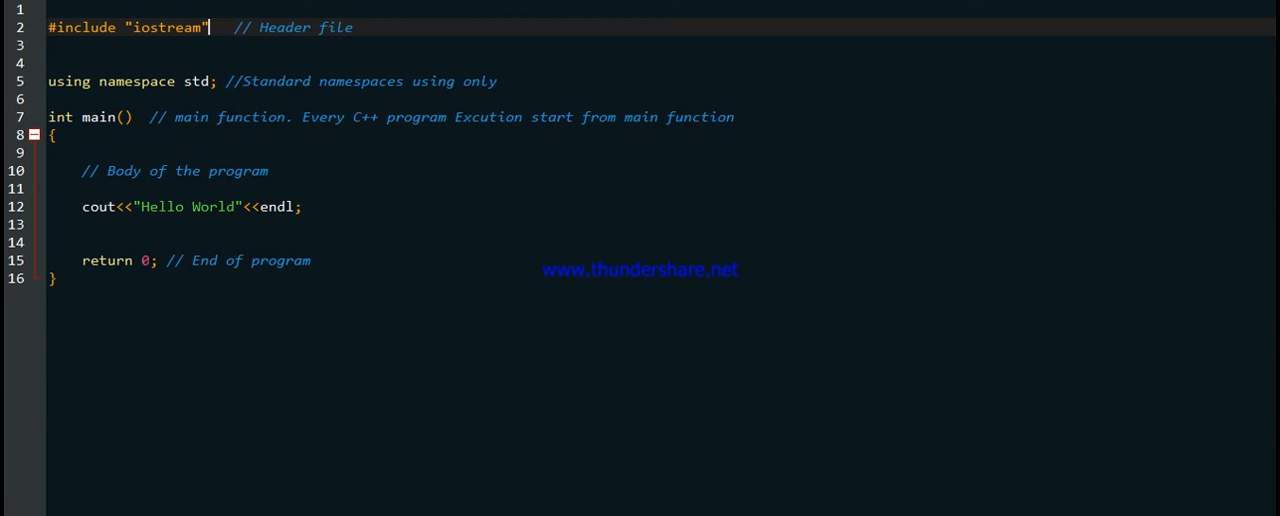 1
2 #include "iostream" // Header file
3
4
5 using namespace std; //Standard namespaces using only
6
7 int main() // main function. Every C++ program Excution start from main function
8 {
9
10 // Body of the program
11
12 cout<<"Hello World"<<endl;
13
14
15 return 0; // End of program
16 }
www.thundershare.net